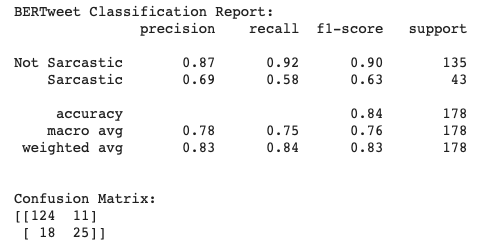 BERTweet Classification Report:
precision recall f1-score support
Not Sarcastic 0.87 0.92 0.90 135
Sarcastic 0.69 0.58 0.63 43
accuracy 0.84 178
macro avg 0.78 0.75 0.76 178
weighted avg 0.83 0.84 0.83 178
Confusion Matrix:
[[124 11]
[ 18 25]]